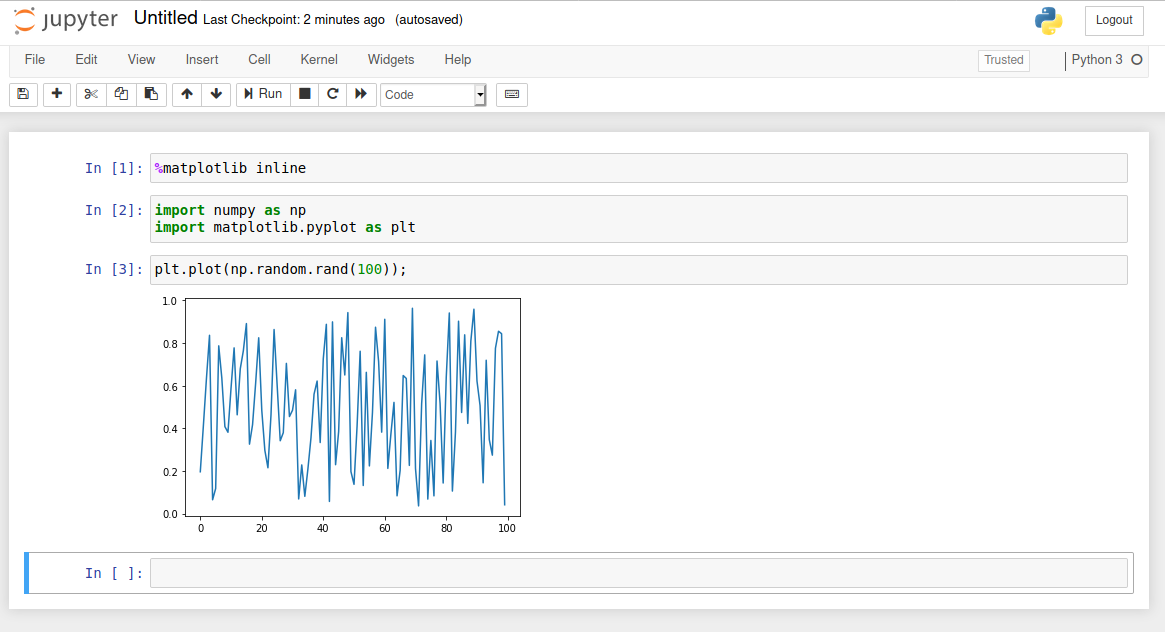 jupyter Untitled Last Checkpoint: 2 minutes ago (autosaved) Logout
File Edit View Insert Cell Kernel Widgets Help Trusted Python 3
Run Code
In [1]: %matplotlib inline
In [2]: import numpy as np
import matplotlib.pyplot as plt
In [3]: plt.plot(np.random.rand(100));
1.0
0.8
0.6
0.4
0.2
0.0
0 20 40 60 80 100
In [ ]: